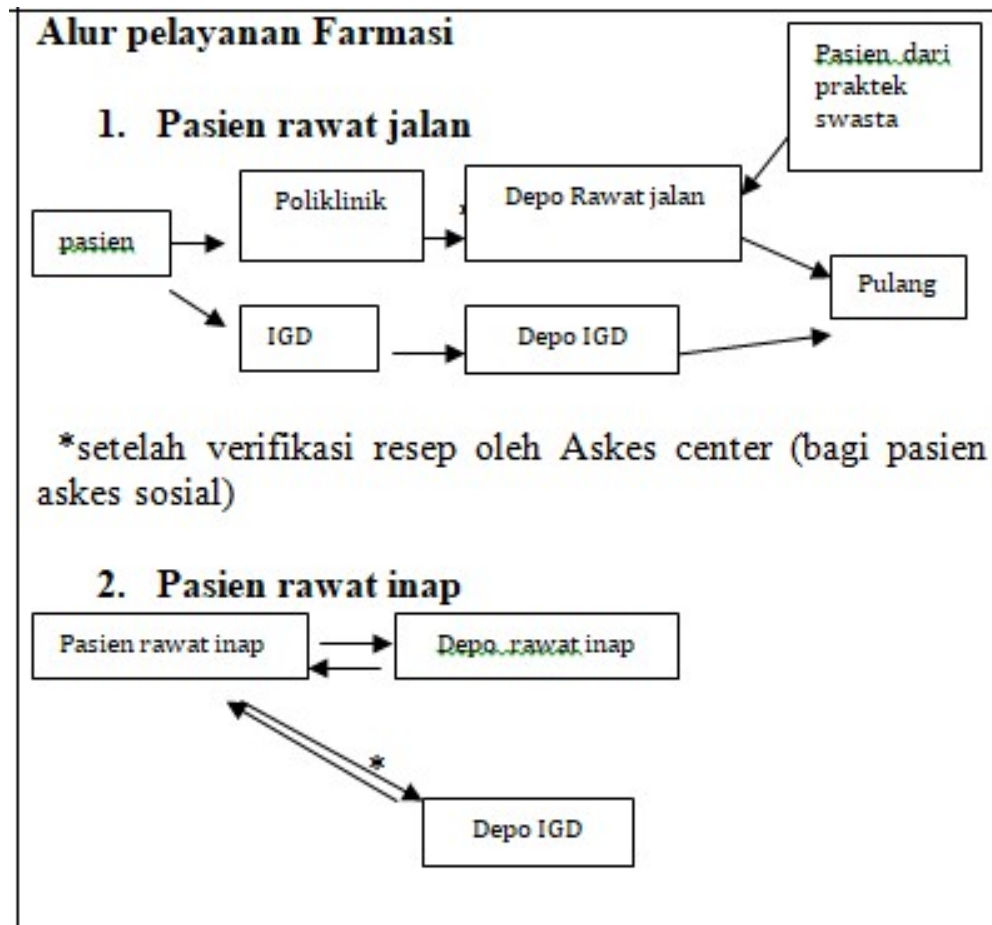 Alur pelayanan Farmasi
Pasien dari
praktek
swasta
1. Pasien rawat jalan
Poliklinik
*
Depo Rawat jalan
pasien
Pulang
IGD
Depo IGD
*setelah verifikasi resep oleh Askes center (bagi pasien
askes sosial)
2. Pasien rawat inap
Pasien rawat inap
Depo rawat inap
*
Depo IGD